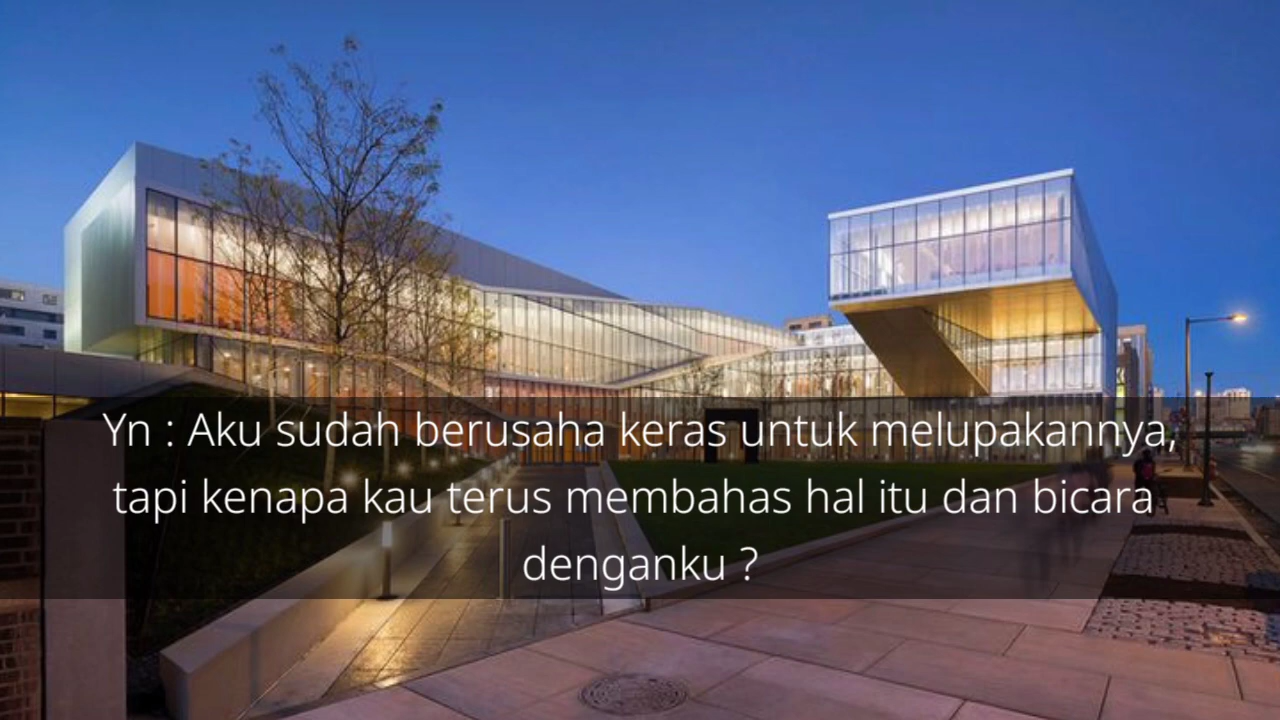 Yn : Aku sudah berusaha keras untuk melupakannya,
tapi kenapa kau terus membahas hal itu dan bicara
denganku ?